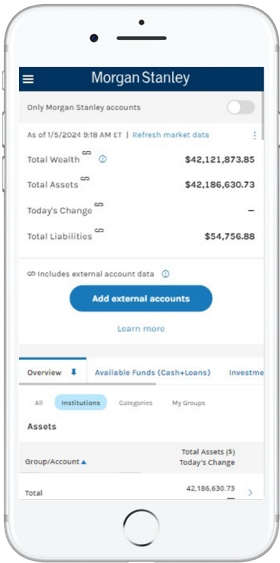 Morgan Stanley
Only Morgan Stanley accounts
As of 1/5/2024 9:18 AM ET | Refresh market data
Total Wealth $42,121,873.85
Total Assets $42,186,630.73
Today's Change –
Total Liabilities $54,756.88
Includes external account data
Add external accounts
Learn more
Overview Available Funds (Cash+Loans) Investme
All Institutions Categories My Groups
Assets
Total Assets ($)
Group/Account Today's Change
Total 42,186,630.73
–